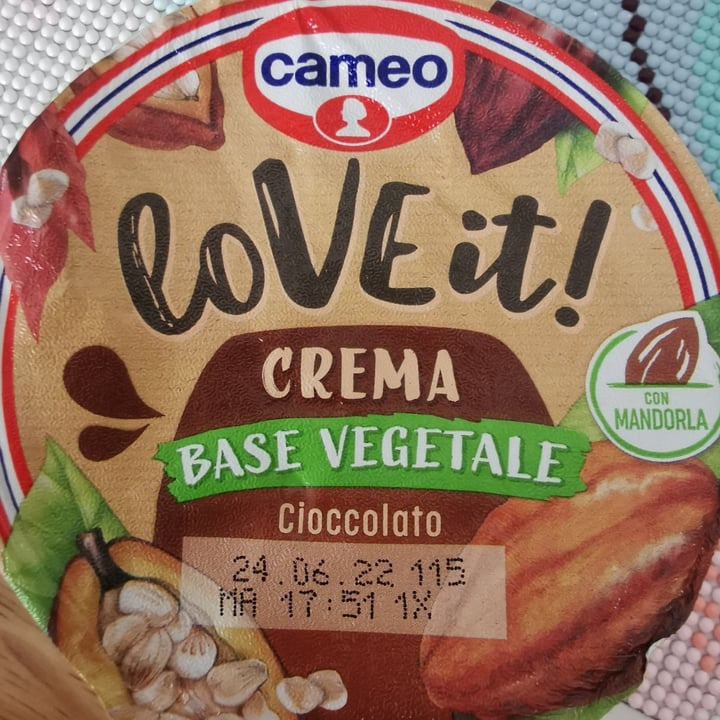 cameo
loVE it!
CREMA
CON
MANDORLA
BASE VEGETALE
Cioccolato
24.06.22 115
MA 17:51 1X